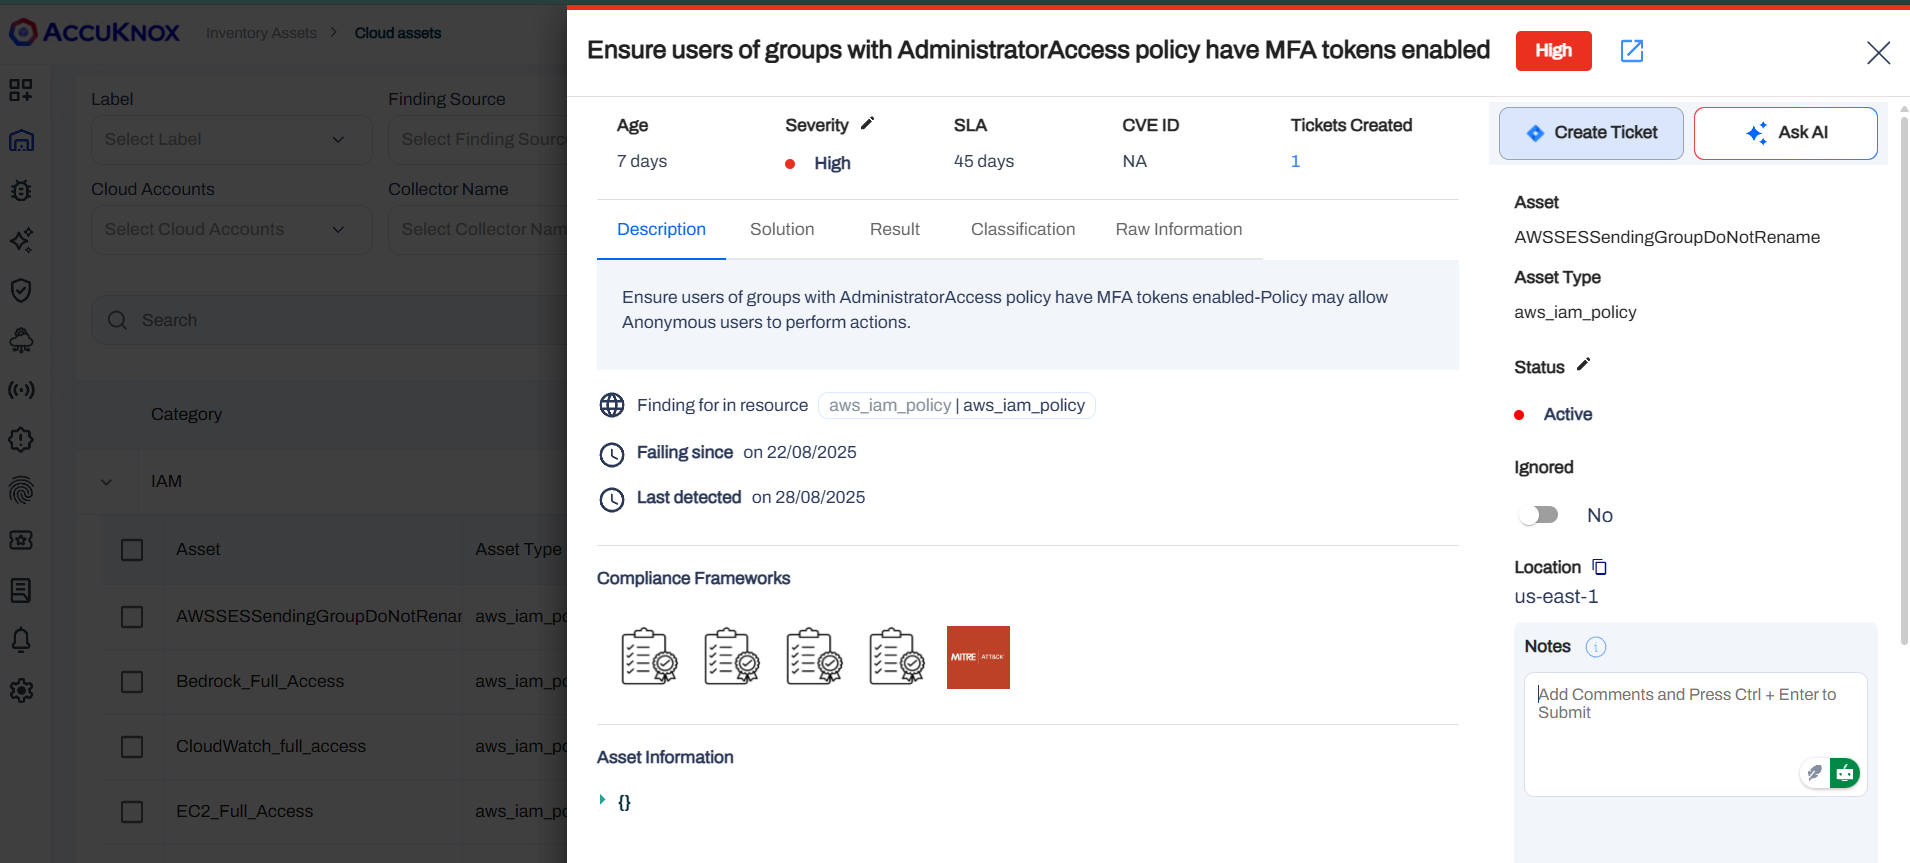 ACCUKNOX
Inventory Assets > Cloud assets
Label
Select Label
Finding Source
Select Finding Sourc
Cloud Accounts
Select Cloud Accounts
Collector Name
Select Collector Nam
Search
Category
IAM
Asset
Asset Type
AWSSESSendingGroupDoNotRenar
aws_iam_po
Bedrock_Full_Access
aws_iam_po
CloudWatch_full_access
aws_iam_po
EC2_Full_Access
aws_iam_po
Ensure users of groups with AdministratorAccess policy have MFA tokens enabled
High
Age
7 days
Severity
High
SLA
45 days
CVE ID
NA
Tickets Created
1
Description
Solution
Result
Classification
Raw Information
Ensure users of groups with AdministratorAccess policy have MFA tokens enabled-Policy may allow
Anonymous users to perform actions.
Finding for in resource aws_iam_policy | aws_iam_policy
Failing since on 22/08/2025
Last detected on 28/08/2025
Compliance Frameworks
MITRE | ATT&CK
Asset Information
{}
Create Ticket
Ask AI
Asset
AWSSESSendingGroupDoNotRename
Asset Type
aws_iam_policy
Status
Active
Ignored
No
Location
us-east-1
Notes
Add Comments and Press Ctrl + Enter to
Submit